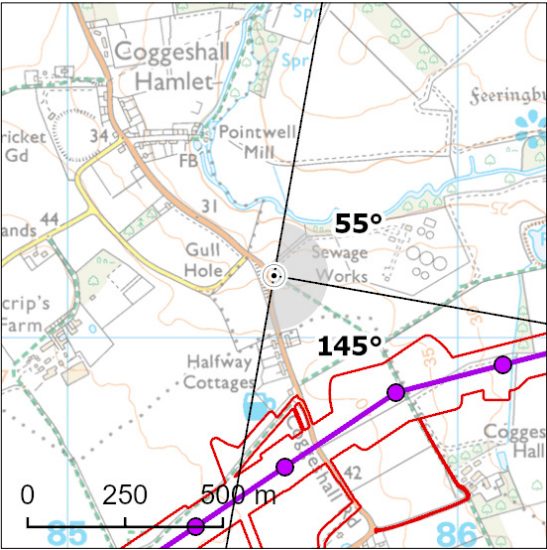 Spr
Coggeshall
Hamlet
Spr
Feeringbu
ricket
Gd
34
Pointwell
Mill
FB
31
44
ands
55°
25
Gull
Hole
Sewage
Works
crip's
Farm
145°
35
Halfway
Cottages
Coggeshall Rd
Cogges
Hall
42
0 250 500 m
85
86